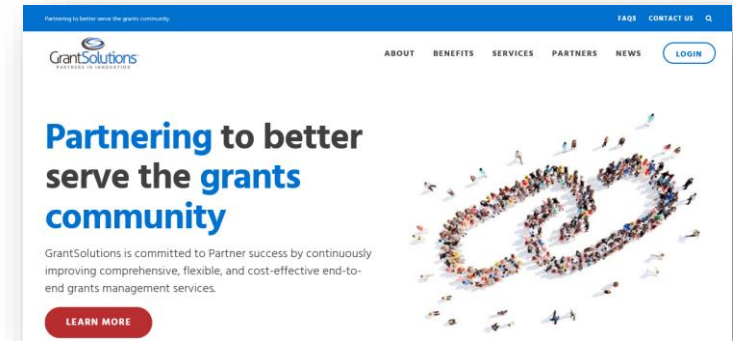 Partnering to better serve the grants community.
FAQS CONTACT US
GrantSolutions
PARTNERS IN INNOVATION
ABOUT BENEFITS SERVICES PARTNERS NEWS LOGIN
Partnering to better
serve the grants
community
GrantSolutions is committed to Partner success by continuously
improving comprehensive, flexible, and cost-effective end-to-
end grants management services.
LEARN MORE